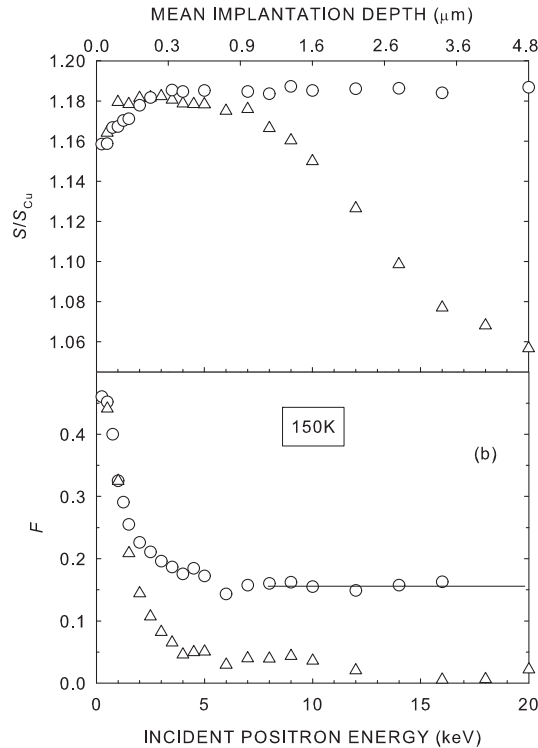 MEAN IMPLANTATION DEPTH (μm)
0.0 0.3 0.9 1.6 2.6 3.6 4.8
1.20
1.18
1.16
1.14
1.12
1.10
1.08
1.06
S/S_Cu
150K
(b)
0.4
0.3
0.2
0.1
0.0
F
0 5 10 15 20
INCIDENT POSITRON ENERGY (keV)